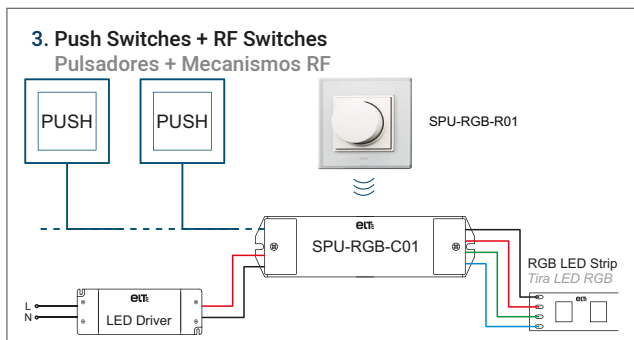 3. Push Switches + RF Switches
Pulsadores + Mecanismos RF
PUSH
PUSH
SPU-RGB-R01
eLT
SPU-RGB-C01
RGB LED Strip
Tira LED RGB
eLT
L
N
eLT
LED Driver